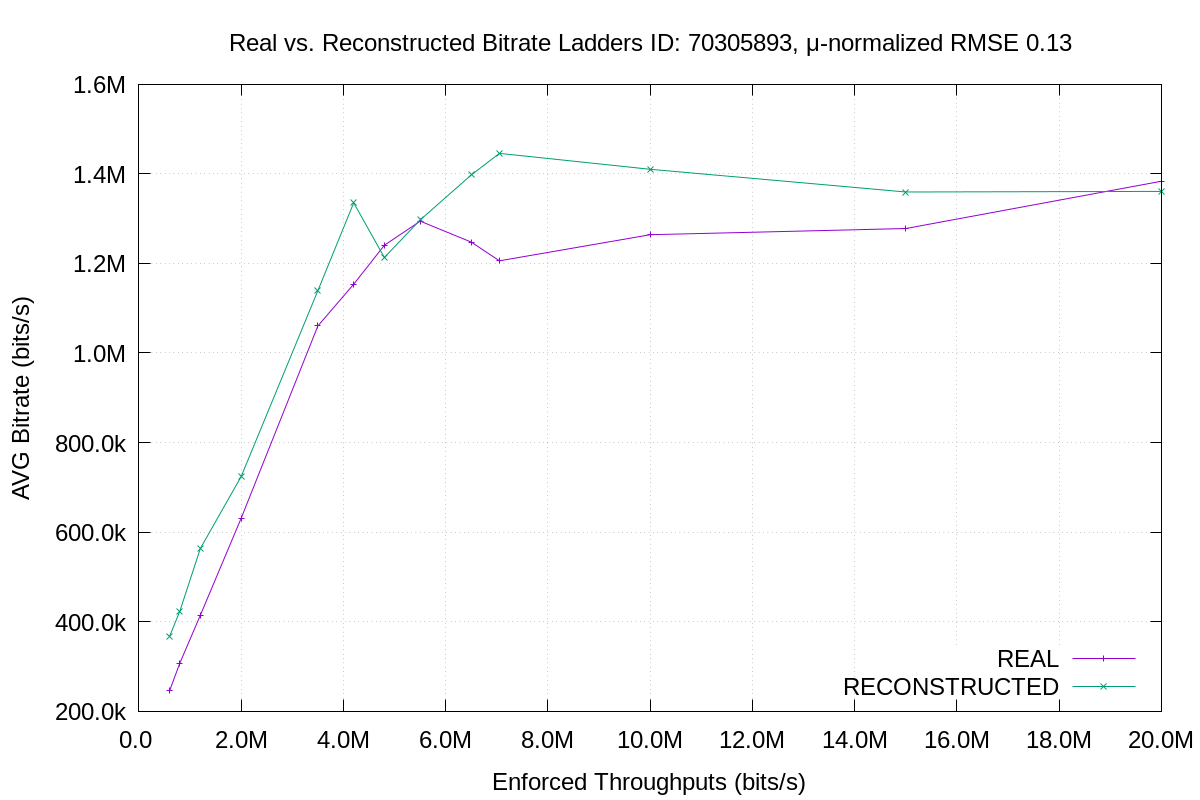 Real vs. Reconstructed Bitrate Ladders ID: 70305893, μ-normalized RMSE 0.13
1.6M
1.4M
1.2M
1.0M
800.0k
600.0k
400.0k
200.0k
AVG Bitrate (bits/s)
REAL
RECONSTRUCTED
0.0 2.0M 4.0M 6.0M 8.0M 10.0M 12.0M 14.0M 16.0M 18.0M 20.0M
Enforced Throughputs (bits/s)